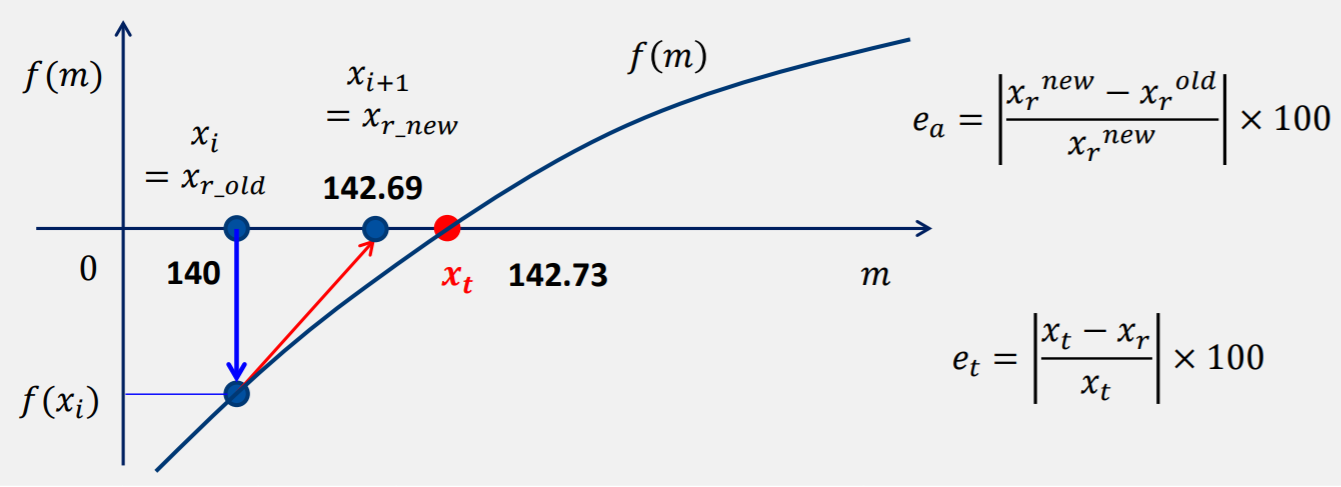 f(m)
x_i
= x_{r_old}
x_{i+1}
= x_{r_new}
142.69
f(m)
e_a = |(x_r^{new} − x_r^{old}) / x_r^{new}| × 100
0
140
x_t
142.73
m
f(x_i)
e_t = |(x_t − x_r) / x_t| × 100